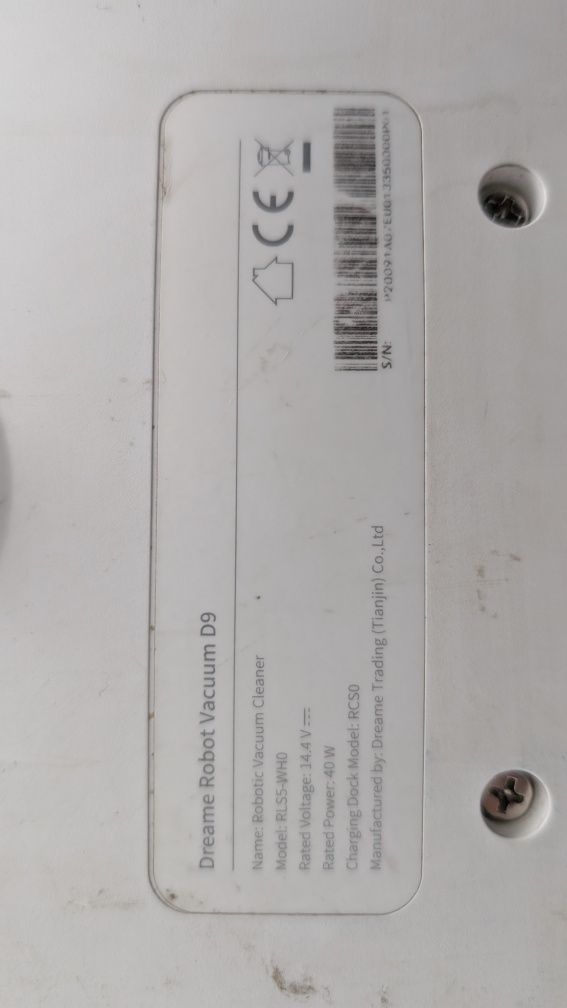 Dreame Robot Vacuum D9
Name: Robotic Vacuum Cleaner
Model: RLS5-WH0
Rated Voltage: 14.4 V ⎓
Rated Power: 40 W
Charging Dock Model: RCS0
Manufactured by: Dreame Trading (Tianjin) Co.,Ltd
CE
S/N: